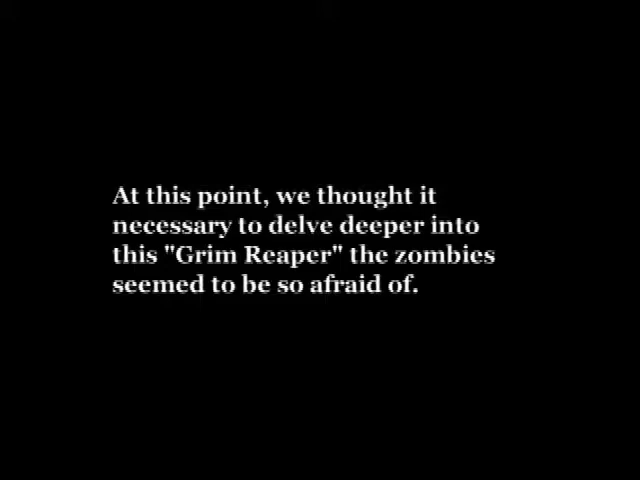 At this point, we thought it
necessary to delve deeper into
this "Grim Reaper" the zombies
seemed to be so afraid of.